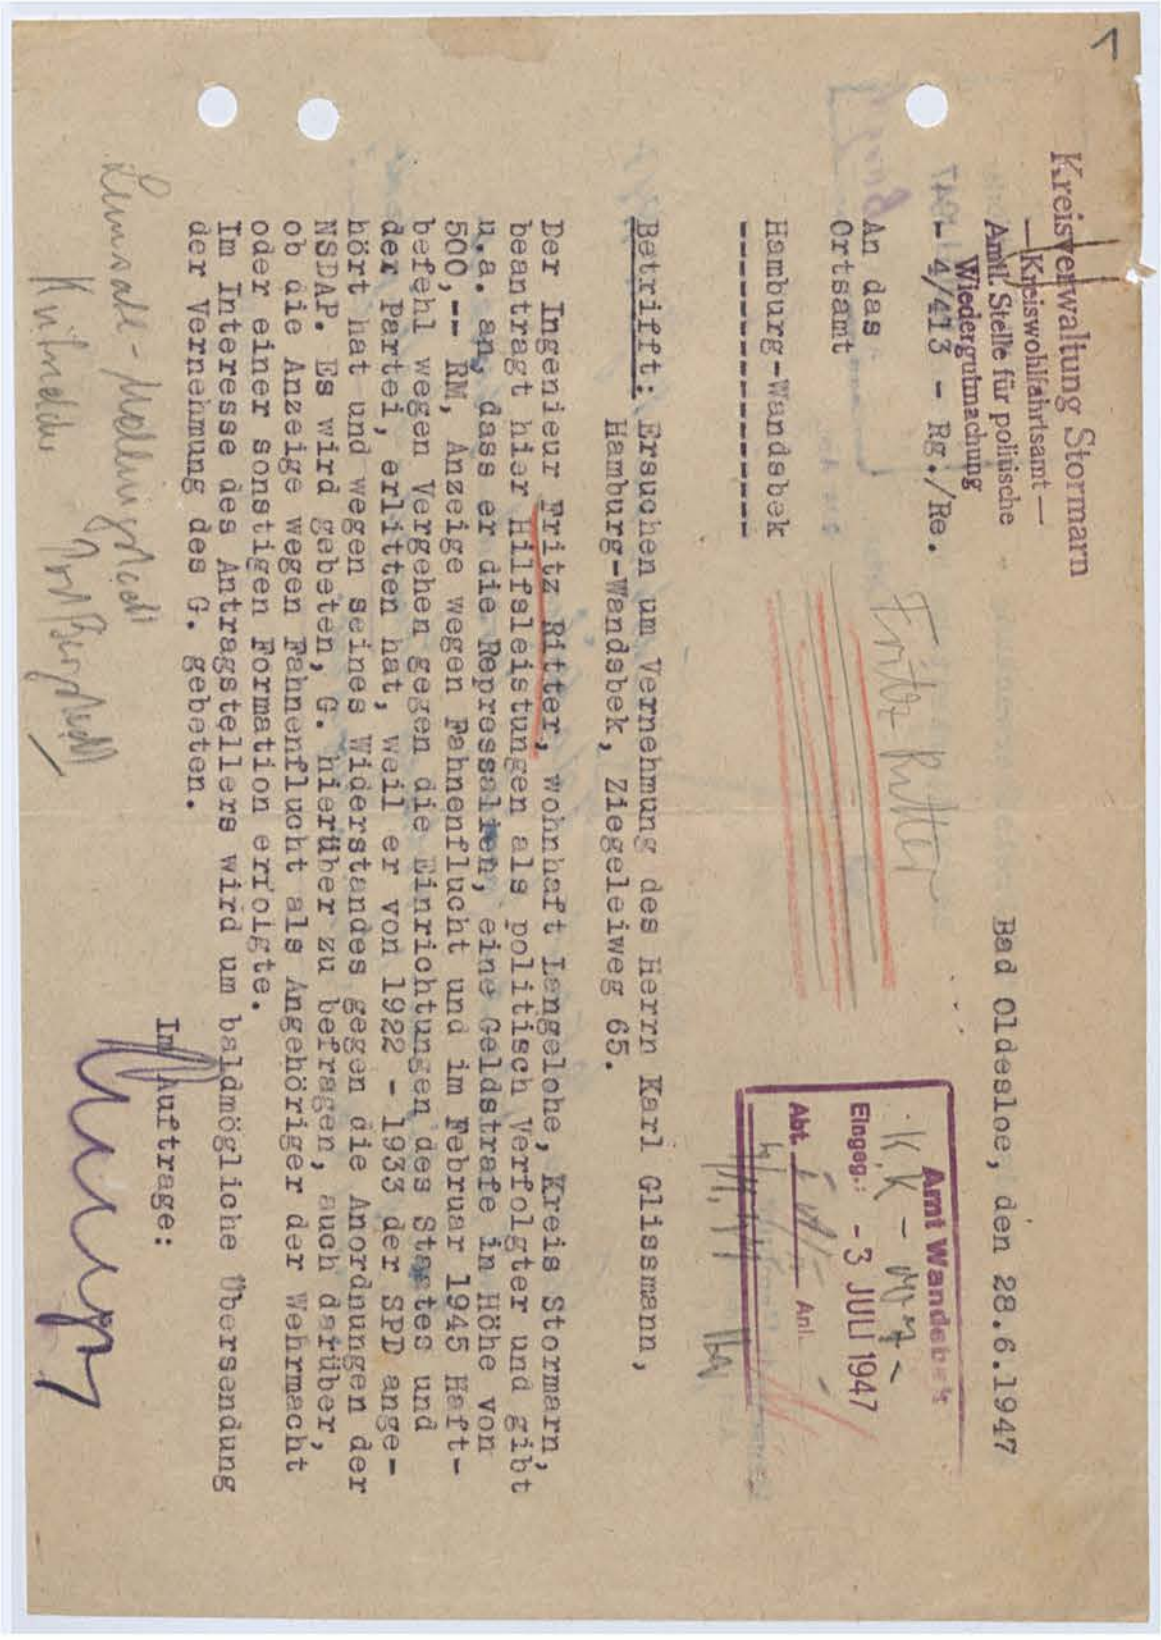 Kreisverwaltung Stormarn
—Kreiswohlfahrtsamt—
Amtl. Stelle für politische
Wiedergutmachung
- 4/413 - Rg./Re.
Bad Oldesloe, den 28.6.1947
Fritz Ritter
An das
Ortsamt
Hamburg-Wandsbek
----------------
Amt Wandsbek
Eingeg.: - 3 JULI 1947
Abt. Anl.
Betrifft: Ersuchen um Vernehmung des Herrn Karl Glissmann,
Hamburg-Wandsbek, Ziegeleiweg 65.
Der Ingenieur Fritz Ritter, wohnhaft Langelohe, Kreis Stormarn,
beantragt hier Hilfsleistungen als politisch Verfolgter und gibt
u.a. an, dass er die Repressalien, eine Geldstrafe in Höhe von
500,-- RM, Anzeige wegen Fahnenflucht und im Februar 1945 Haft-
befehl wegen Vergehen gegen die Einrichtungen des Staates und
der Partei, erlitten hat, weil er von 1922 - 1933 der SPD ange-
hört hat und wegen seines Widerstandes gegen die Anordnungen der
NSDAP. Es wird gebeten, G. hierüber zu befragen, auch darüber,
ob die Anzeige wegen Fahnenflucht als Angehöriger der Wehrmacht
oder einer sonstigen Formation erfolgte.
Im Interesse des Antragstellers wird um baldmögliche Übersendung
der Vernehmung des G. gebeten.
Im Auftrage: